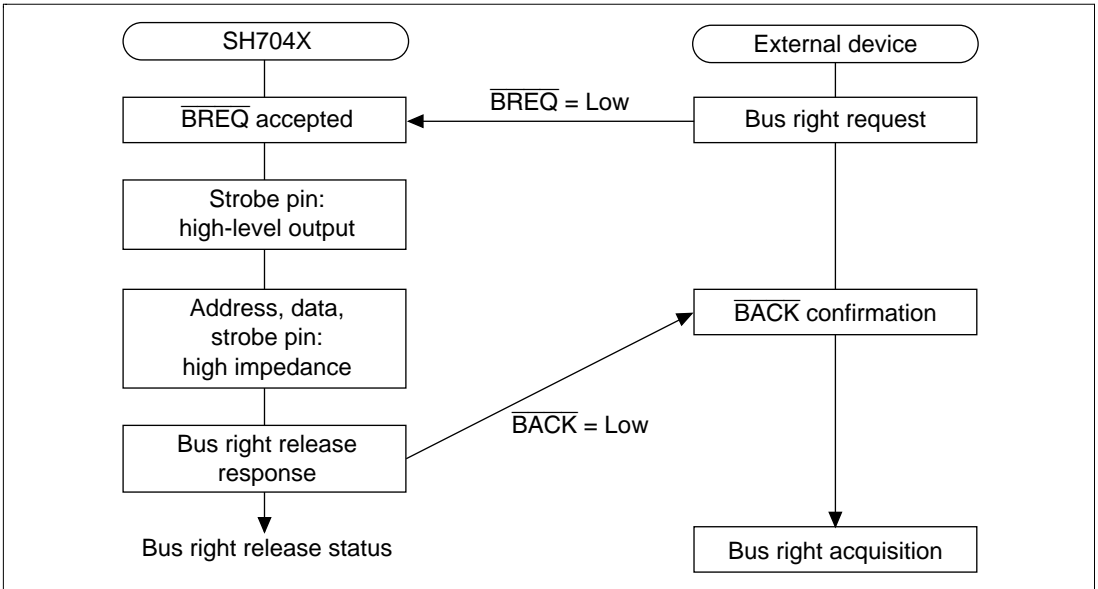 SH704X
External device
BREQ accepted
BREQ = Low
Bus right request
Strobe pin:
high-level output
Address, data,
strobe pin:
high impedance
BACK confirmation
BACK = Low
Bus right release
response
Bus right release status
Bus right acquisition